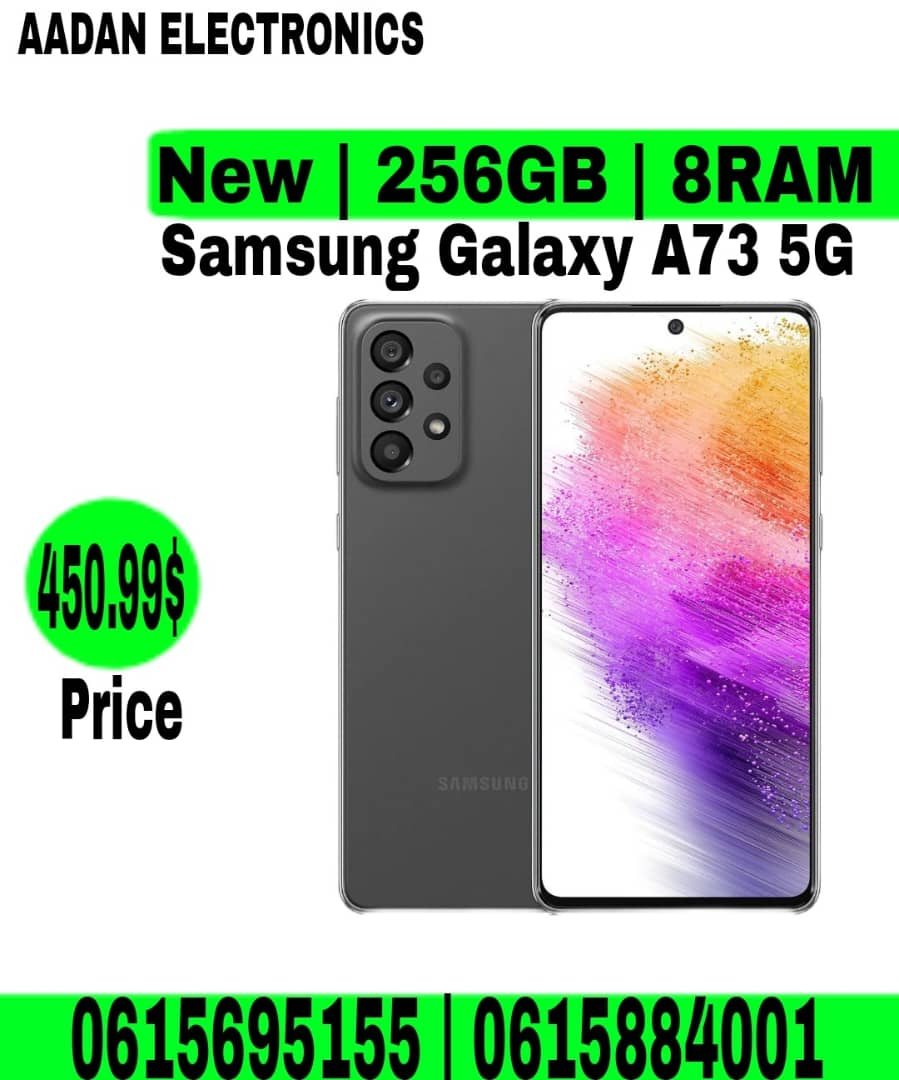 AADAN ELECTRONICS
New | 256GB | 8RAM
Samsung Galaxy A73 5G
450.99$
Price
SAMSUNG
0615695155 | 0615884001